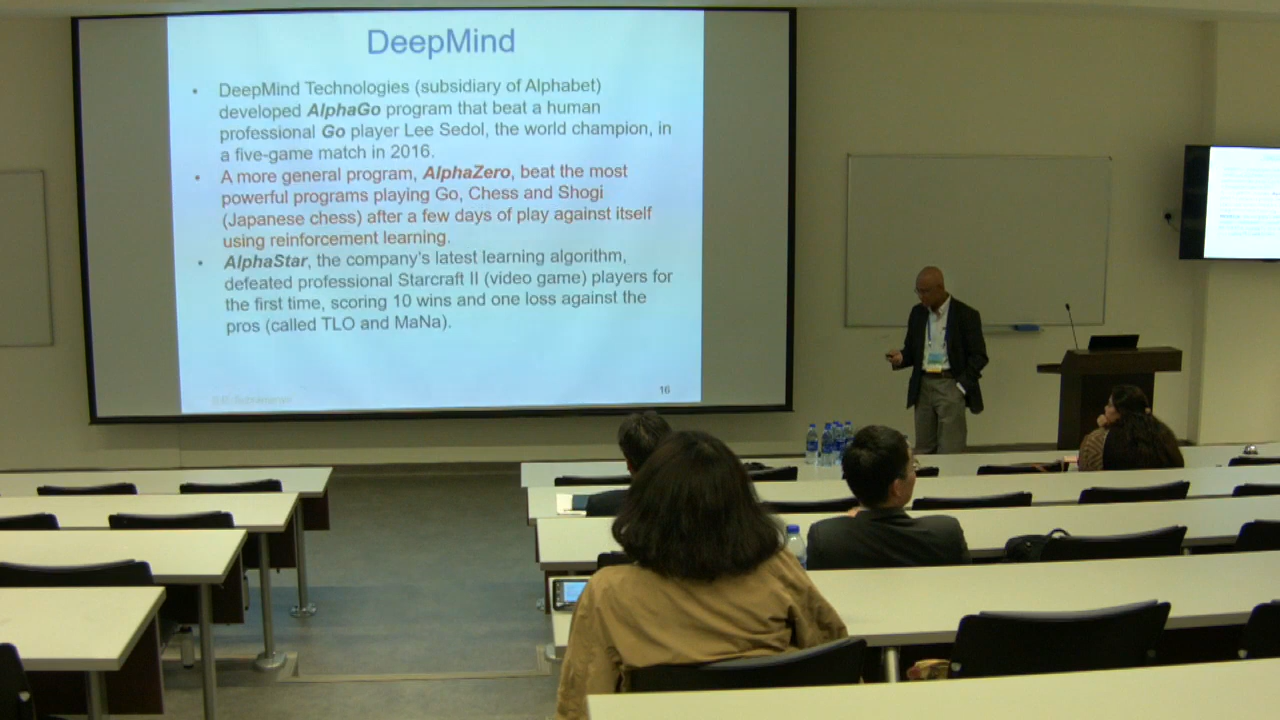 DeepMind
• DeepMind Technologies (subsidiary of Alphabet)
developed AlphaGo program that beat a human
professional Go player Lee Sedol, the world champion, in
a five-game match in 2016.
• A more general program, AlphaZero, beat the most
powerful programs playing Go, Chess and Shogi
(Japanese chess) after a few days of play against itself
using reinforcement learning.
• AlphaStar, the company's latest learning algorithm,
defeated professional Starcraft II (video game) players for
the first time, scoring 10 wins and one loss against the
pros (called TLO and MaNa).
16